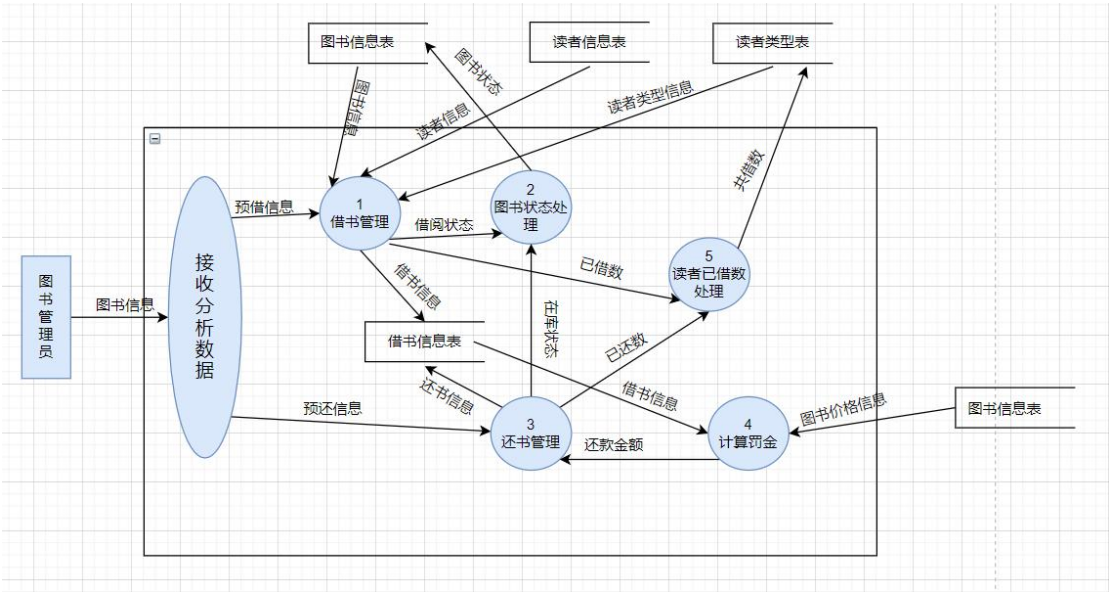 图书信息表
读者信息表
读者类型表
图书状态
图书信息
读者信息
读者类型信息
共借数
预借信息
1
借书管理
借阅状态
2
图书状态处
理
5
读者已借数
处理
已借数
接收分析数据
图书管理员
图书信息
借书信息
借书信息表
在库状态
已还数
还书信息
借书信息
预还信息
3
还书管理
还款金额
4
计算罚金
图书价格信息
图书信息表